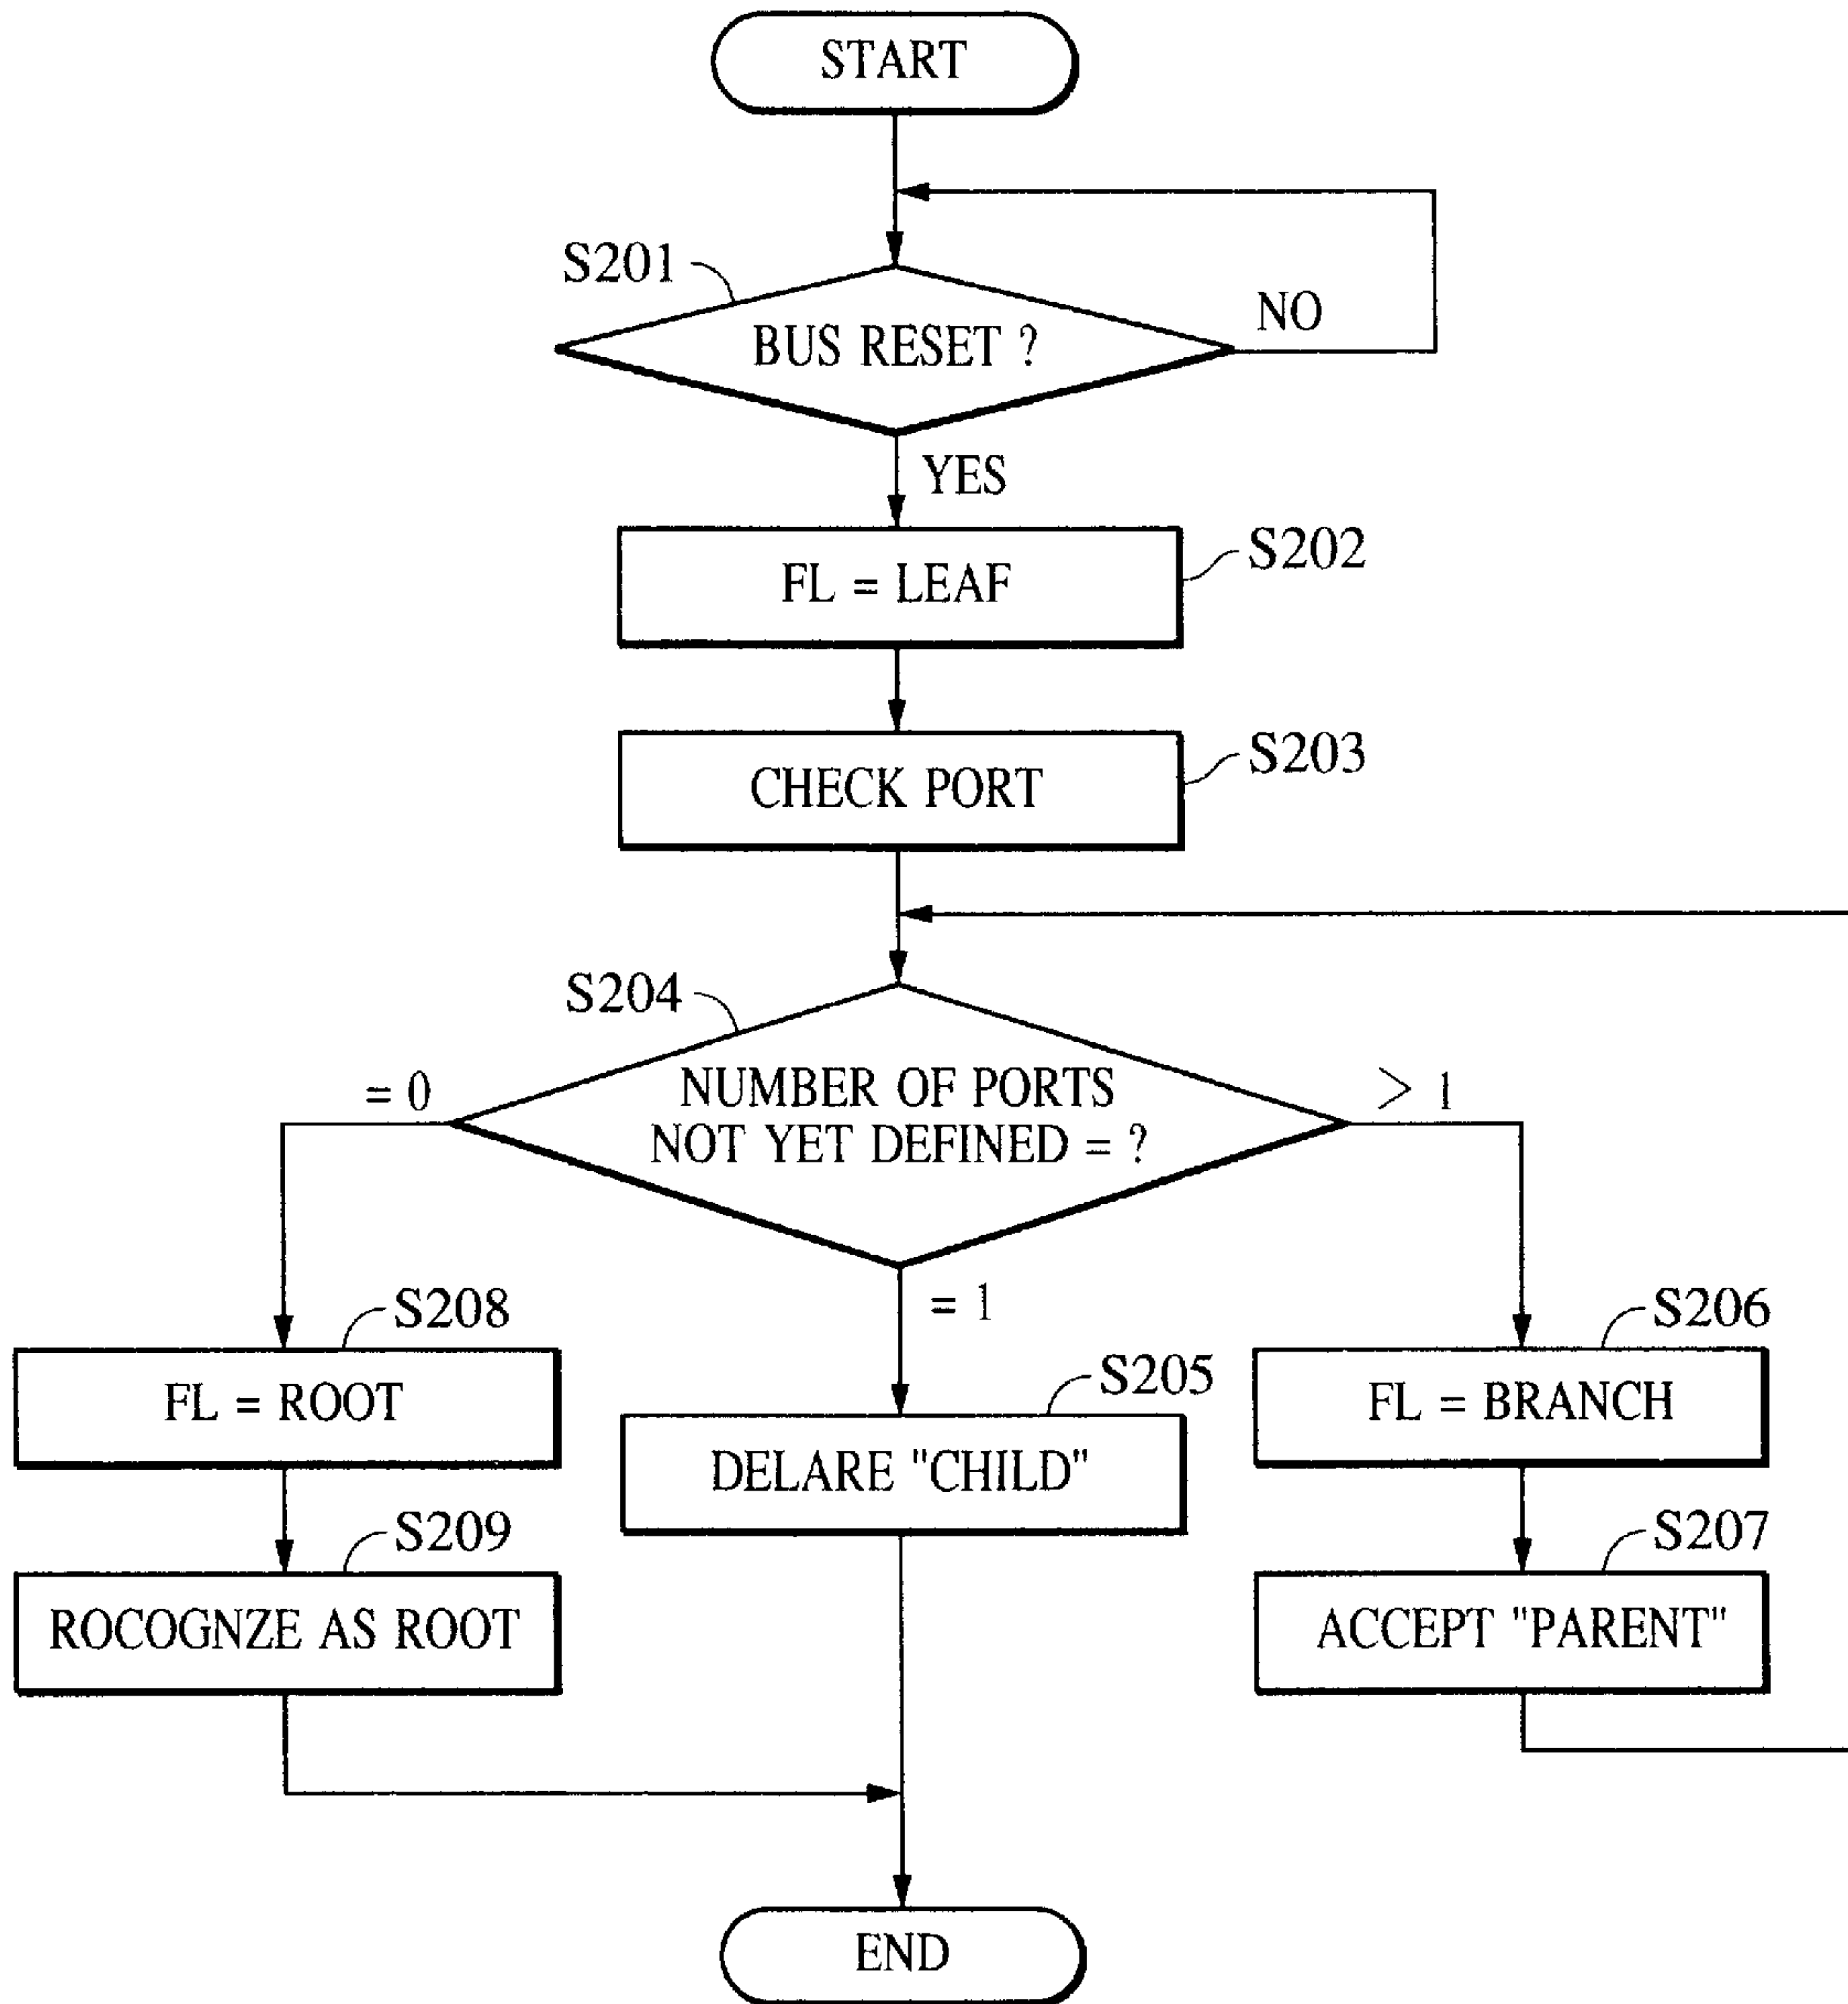 START
S201
BUS RESET ?
NO
YES
FL = LEAF
S202
CHECK PORT
S203
S204
NUMBER OF PORTS
NOT YET DEFINED = ?
= 0
> 1
= 1
S208
FL = ROOT
S205
DELARE "CHILD"
S206
FL = BRANCH
S209
ROCOGNZE AS ROOT
S207
ACCEPT "PARENT"
END